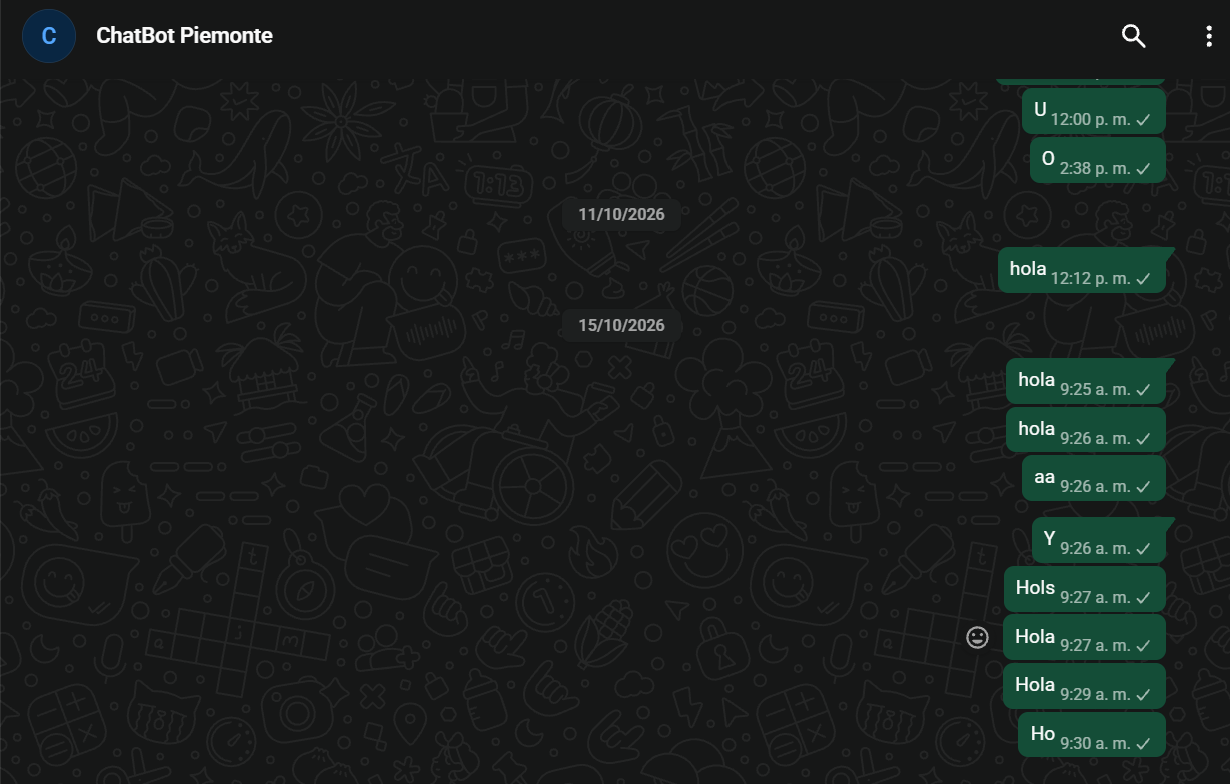 C
ChatBot Piemonte
U 12:00 p. m.
O 2:38 p. m.
11/10/2026
hola 12:12 p. m.
15/10/2026
hola 9:25 a. m.
hola 9:26 a. m.
aa 9:26 a. m.
Y 9:26 a. m.
Hols 9:27 a. m.
Hola 9:27 a. m.
Hola 9:29 a. m.
Ho 9:30 a. m.